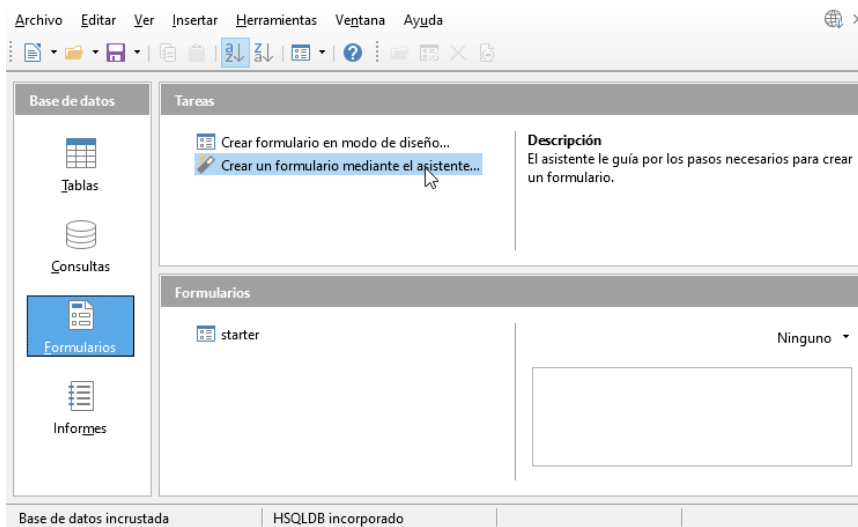 Archivo Editar Ver Insertar Herramientas Ventana Ayuda
Base de datos
Tareas
Tablas
Consultas
Formularios
Informes
Crear formulario en modo de diseño...
Crear un formulario mediante el asistente...
Descripción
El asistente le guía por los pasos necesarios para crear
un formulario.
Formularios
starter
Ninguno
Base de datos incrustada
HSQLDB incorporado